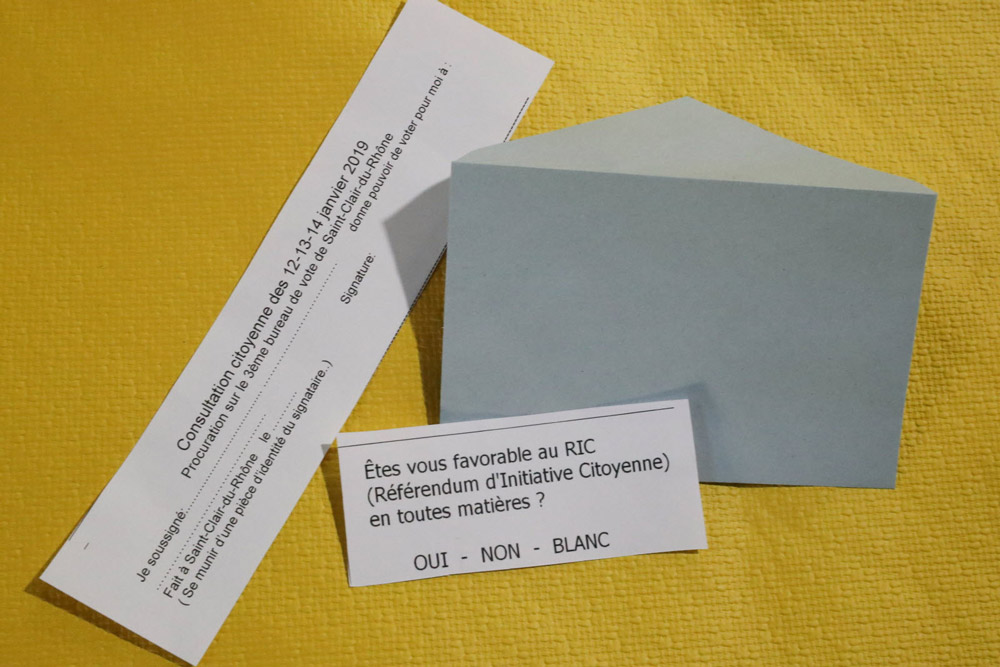 Consultation citoyenne des 12-13-14 janvier 2019
Procuration sur le 3ème bureau de vote de Saint-Clair-du-Rhône
Je soussigné:............................................................ donne pouvoir de voter pour moi à :
............................................
Fait à Saint-Clair-du-Rhône le ............ Signature:
( Se munir d'une pièce d'identité du signataire..)
Êtes vous favorable au RIC
(Référendum d'Initiative Citoyenne)
en toutes matières ?
OUI - NON - BLANC